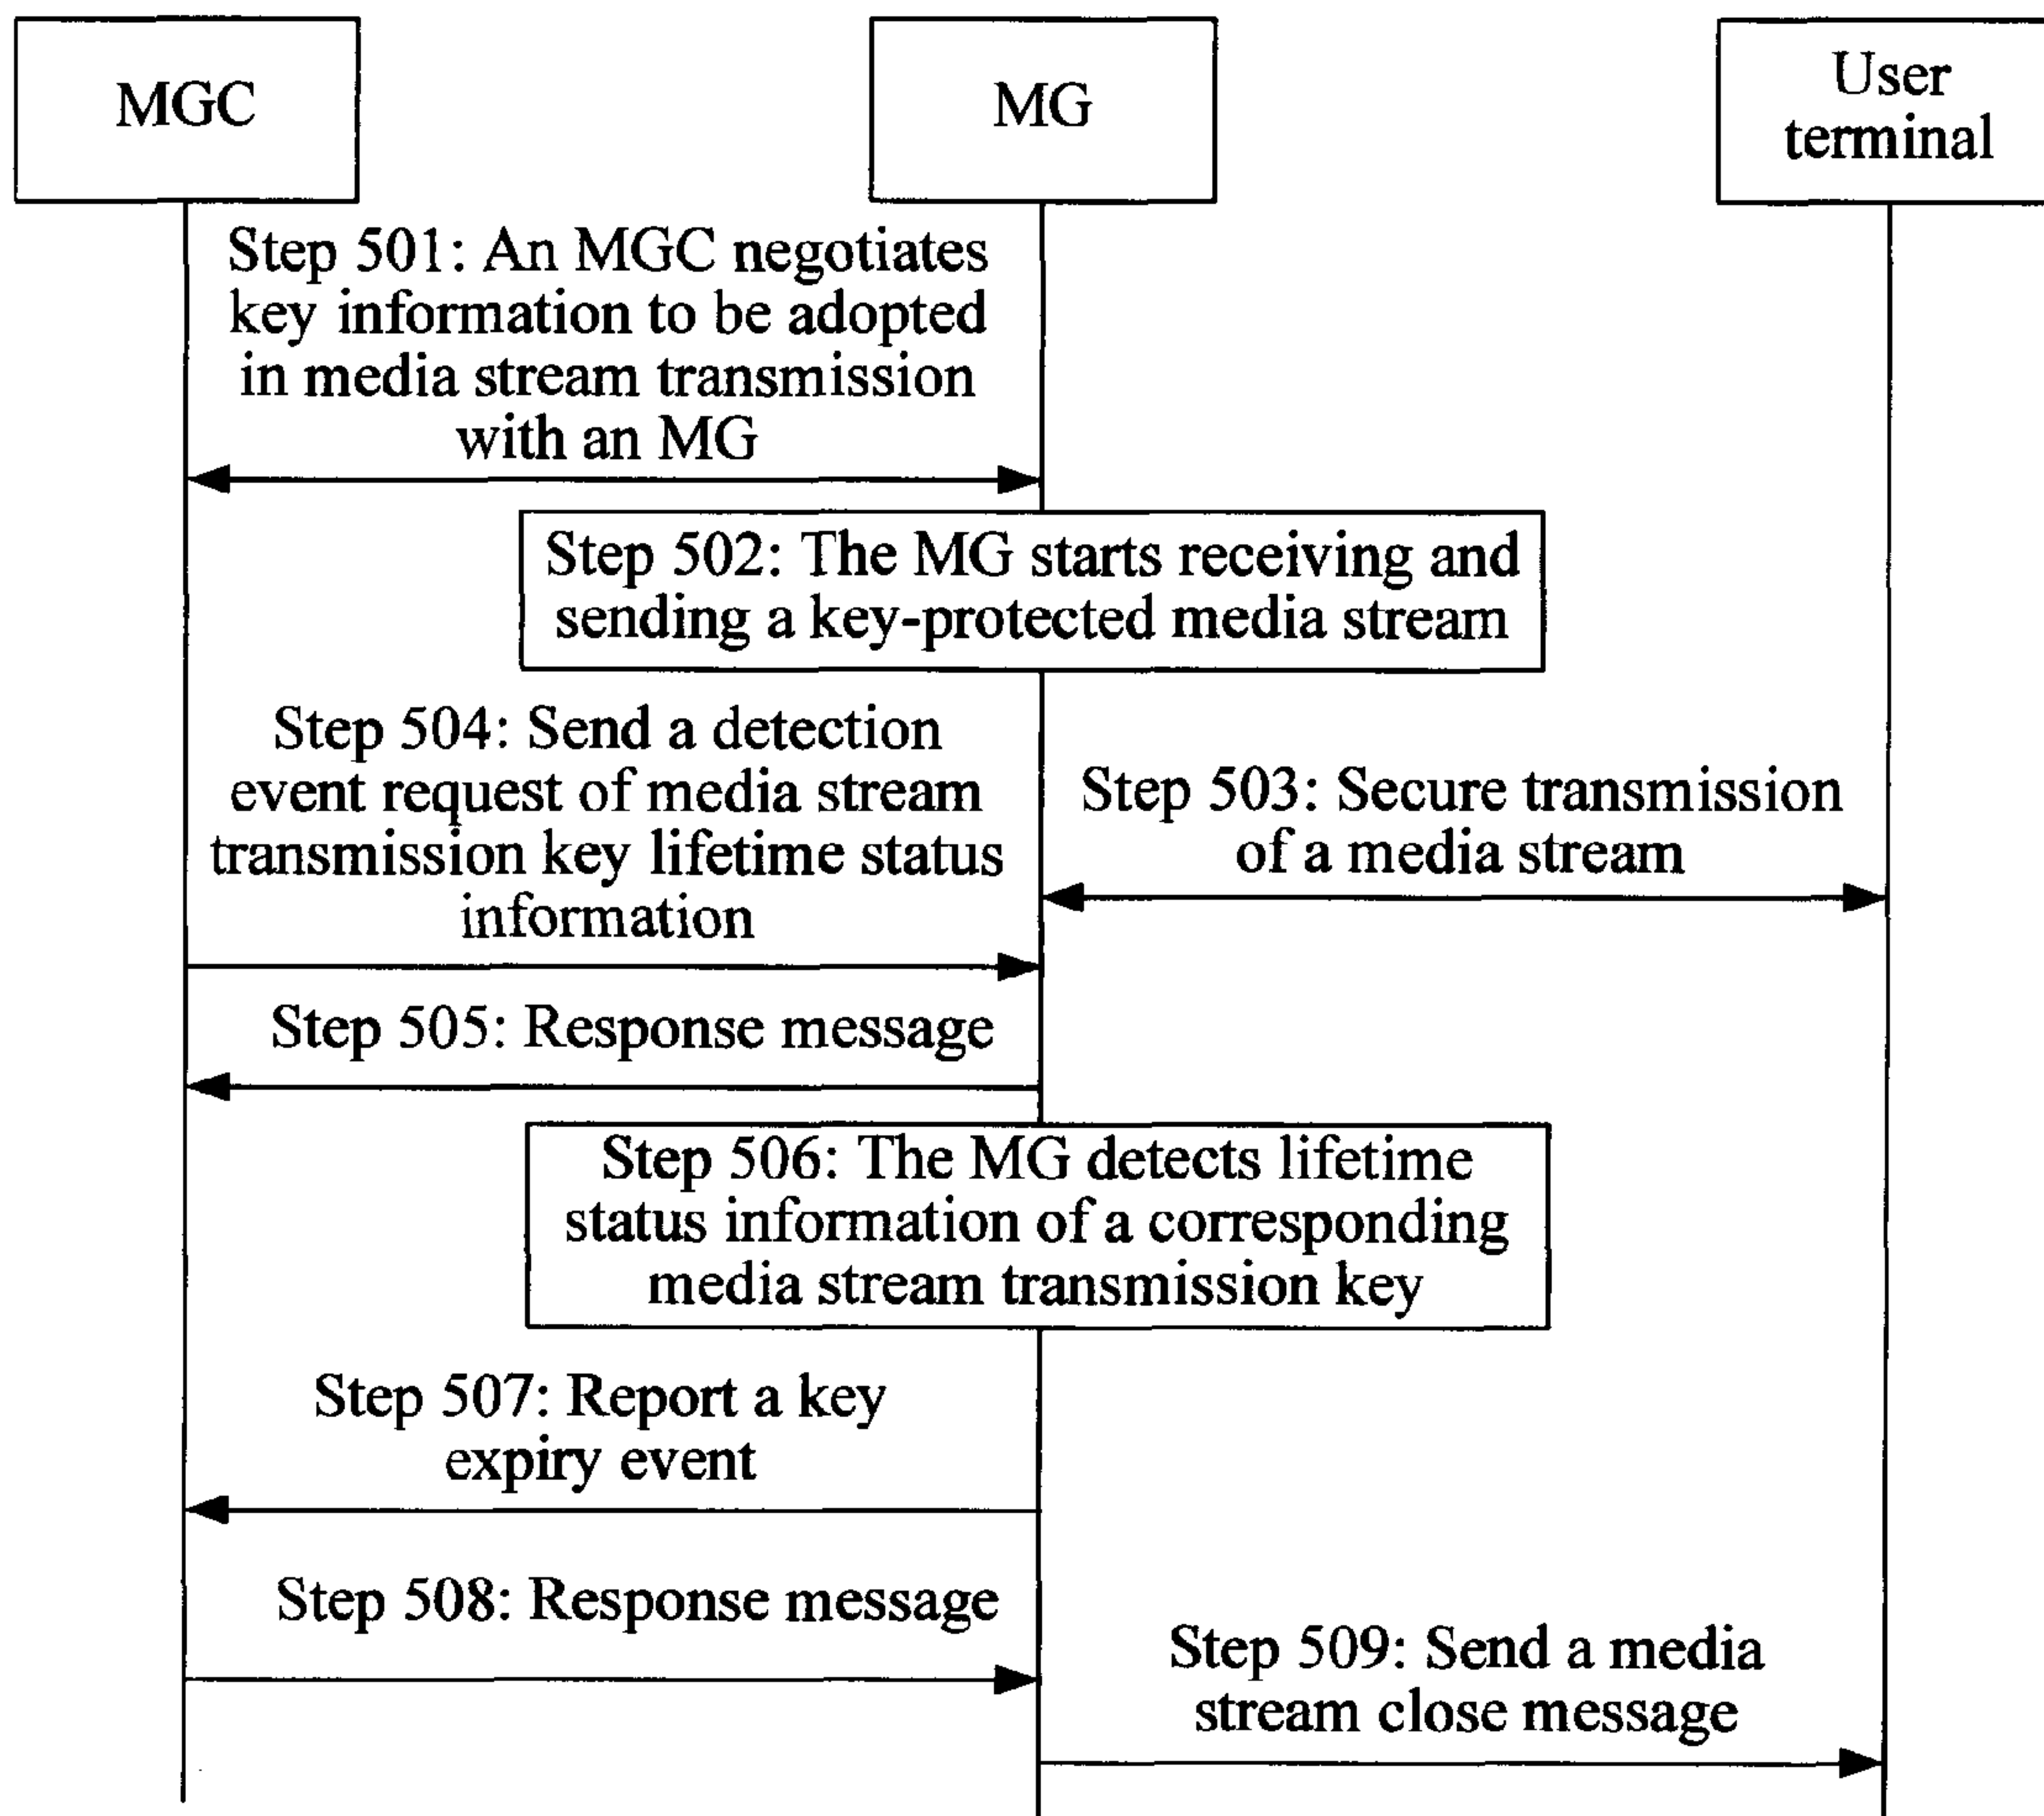 MGC
MG
User
terminal
Step 501: An MGC negotiates
key information to be adopted
in media stream transmission
with an MG
Step 502: The MG starts receiving and
sending a key-protected media stream
Step 504: Send a detection
event request of media stream
transmission key lifetime status
information
Step 503: Secure transmission
of a media stream
Step 505: Response message
Step 506: The MG detects lifetime
status information of a corresponding
media stream transmission key
Step 507: Report a key
expiry event
Step 508: Response message
Step 509: Send a media
stream close message